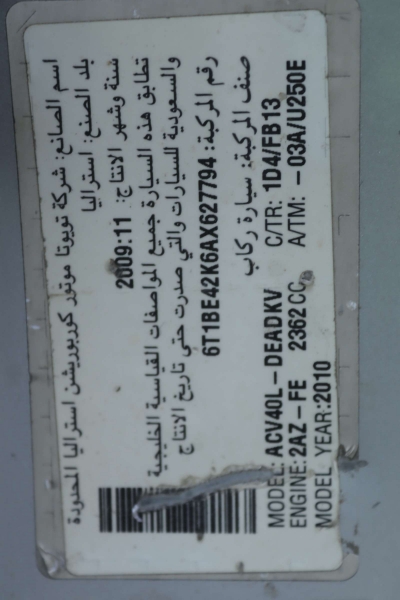 اسم الصانع: شركة تويوتا موتور كوربوريشن استراليا المحدودة
بلد الصنع: استراليا
سنة وشهر الانتاج: 2009:11
تطابق هذه السيارة جميع المواصفات القياسية الخليجية
والسعودية للسيارات والتي صدرت حتى تاريخ الانتاج
رقم المركبة: 6T1BE42K6AX627794
صنف المركبة: سيارة ركاب
MODEL: ACV40L-DEADKV C/TR: 1D4/FB13
ENGINE: 2AZ-FE 2362CC A/TM: -03A/U250E
MODEL YEAR:2010